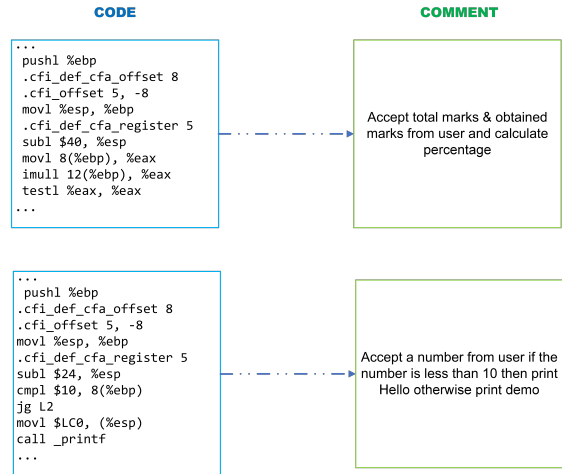 CODE
COMMENT
...
pushl %ebp
.cfi_def_cfa_offset 8
.cfi_offset 5, -8
movl %esp, %ebp
.cfi_def_cfa_register 5
subl $40, %esp
movl 8(%ebp), %eax
imull 12(%ebp), %eax
testl %eax, %eax
...
Accept total marks & obtained
marks from user and calculate
percentage
...
pushl %ebp
.cfi_def_cfa_offset 8
.cfi_offset 5, -8
movl %esp, %ebp
.cfi_def_cfa_register 5
subl $24, %esp
cmpl $10, 8(%ebp)
jg L2
movl $LC0, (%esp)
call _printf
...
Accept a number from user if the
number is less than 10 then print
Hello otherwise print demo